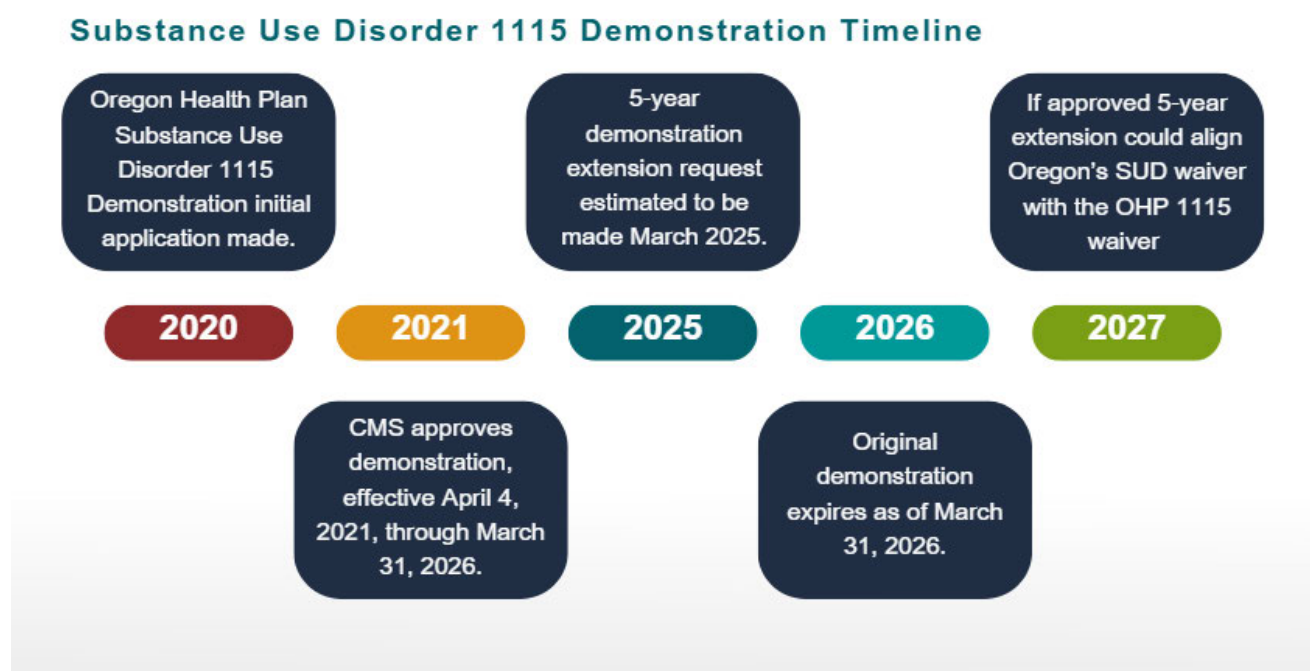 Substance Use Disorder 1115 Demonstration Timeline
Oregon Health Plan
Substance Use
Disorder 1115
Demonstration initial
application made.
5-year
demonstration
extension request
estimated to be
made March 2025.
If approved 5-year
extension could align
Oregon's SUD waiver
with the OHP 1115
waiver
2020
2021
2025
2026
2027
CMS approves
demonstration,
effective April 4,
2021, through March
31, 2026.
Original
demonstration
expires as of March
31, 2026.